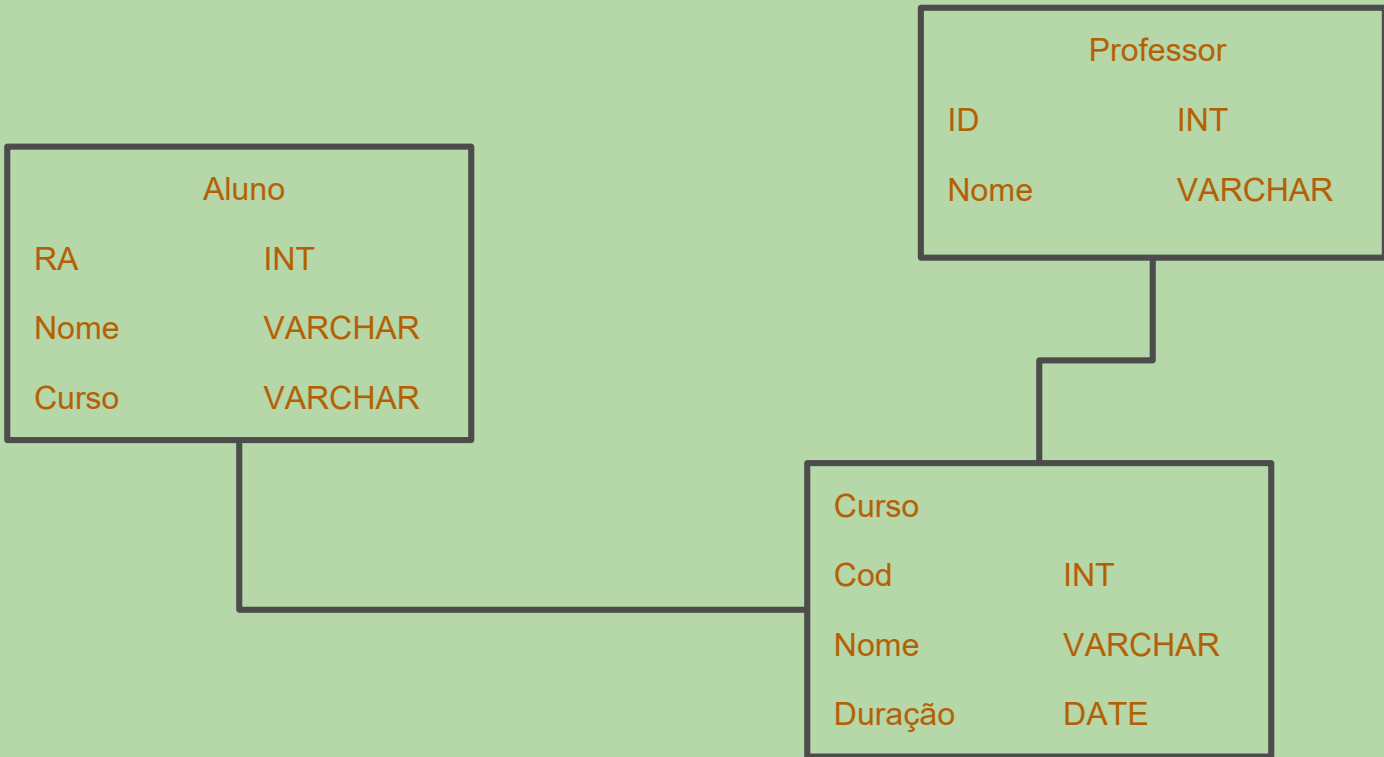 Professor
ID INT
Nome VARCHAR
Aluno
RA INT
Nome VARCHAR
Curso VARCHAR
Curso
Cod INT
Nome VARCHAR
Duração DATE